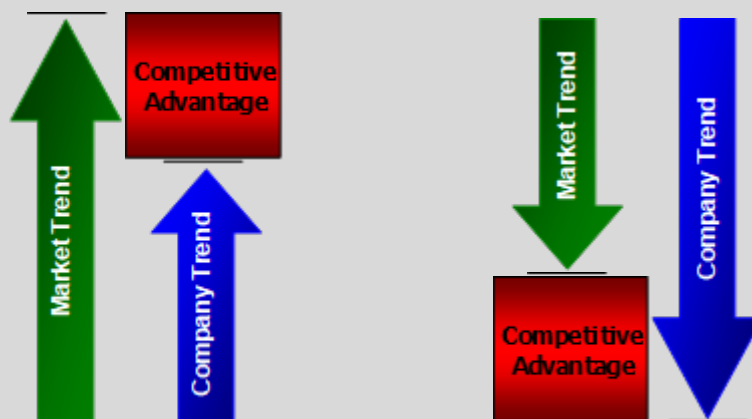 Competitive
Advantage
Market Trend
Company Trend
Market Trend
Company Trend
Competitive
Advantage